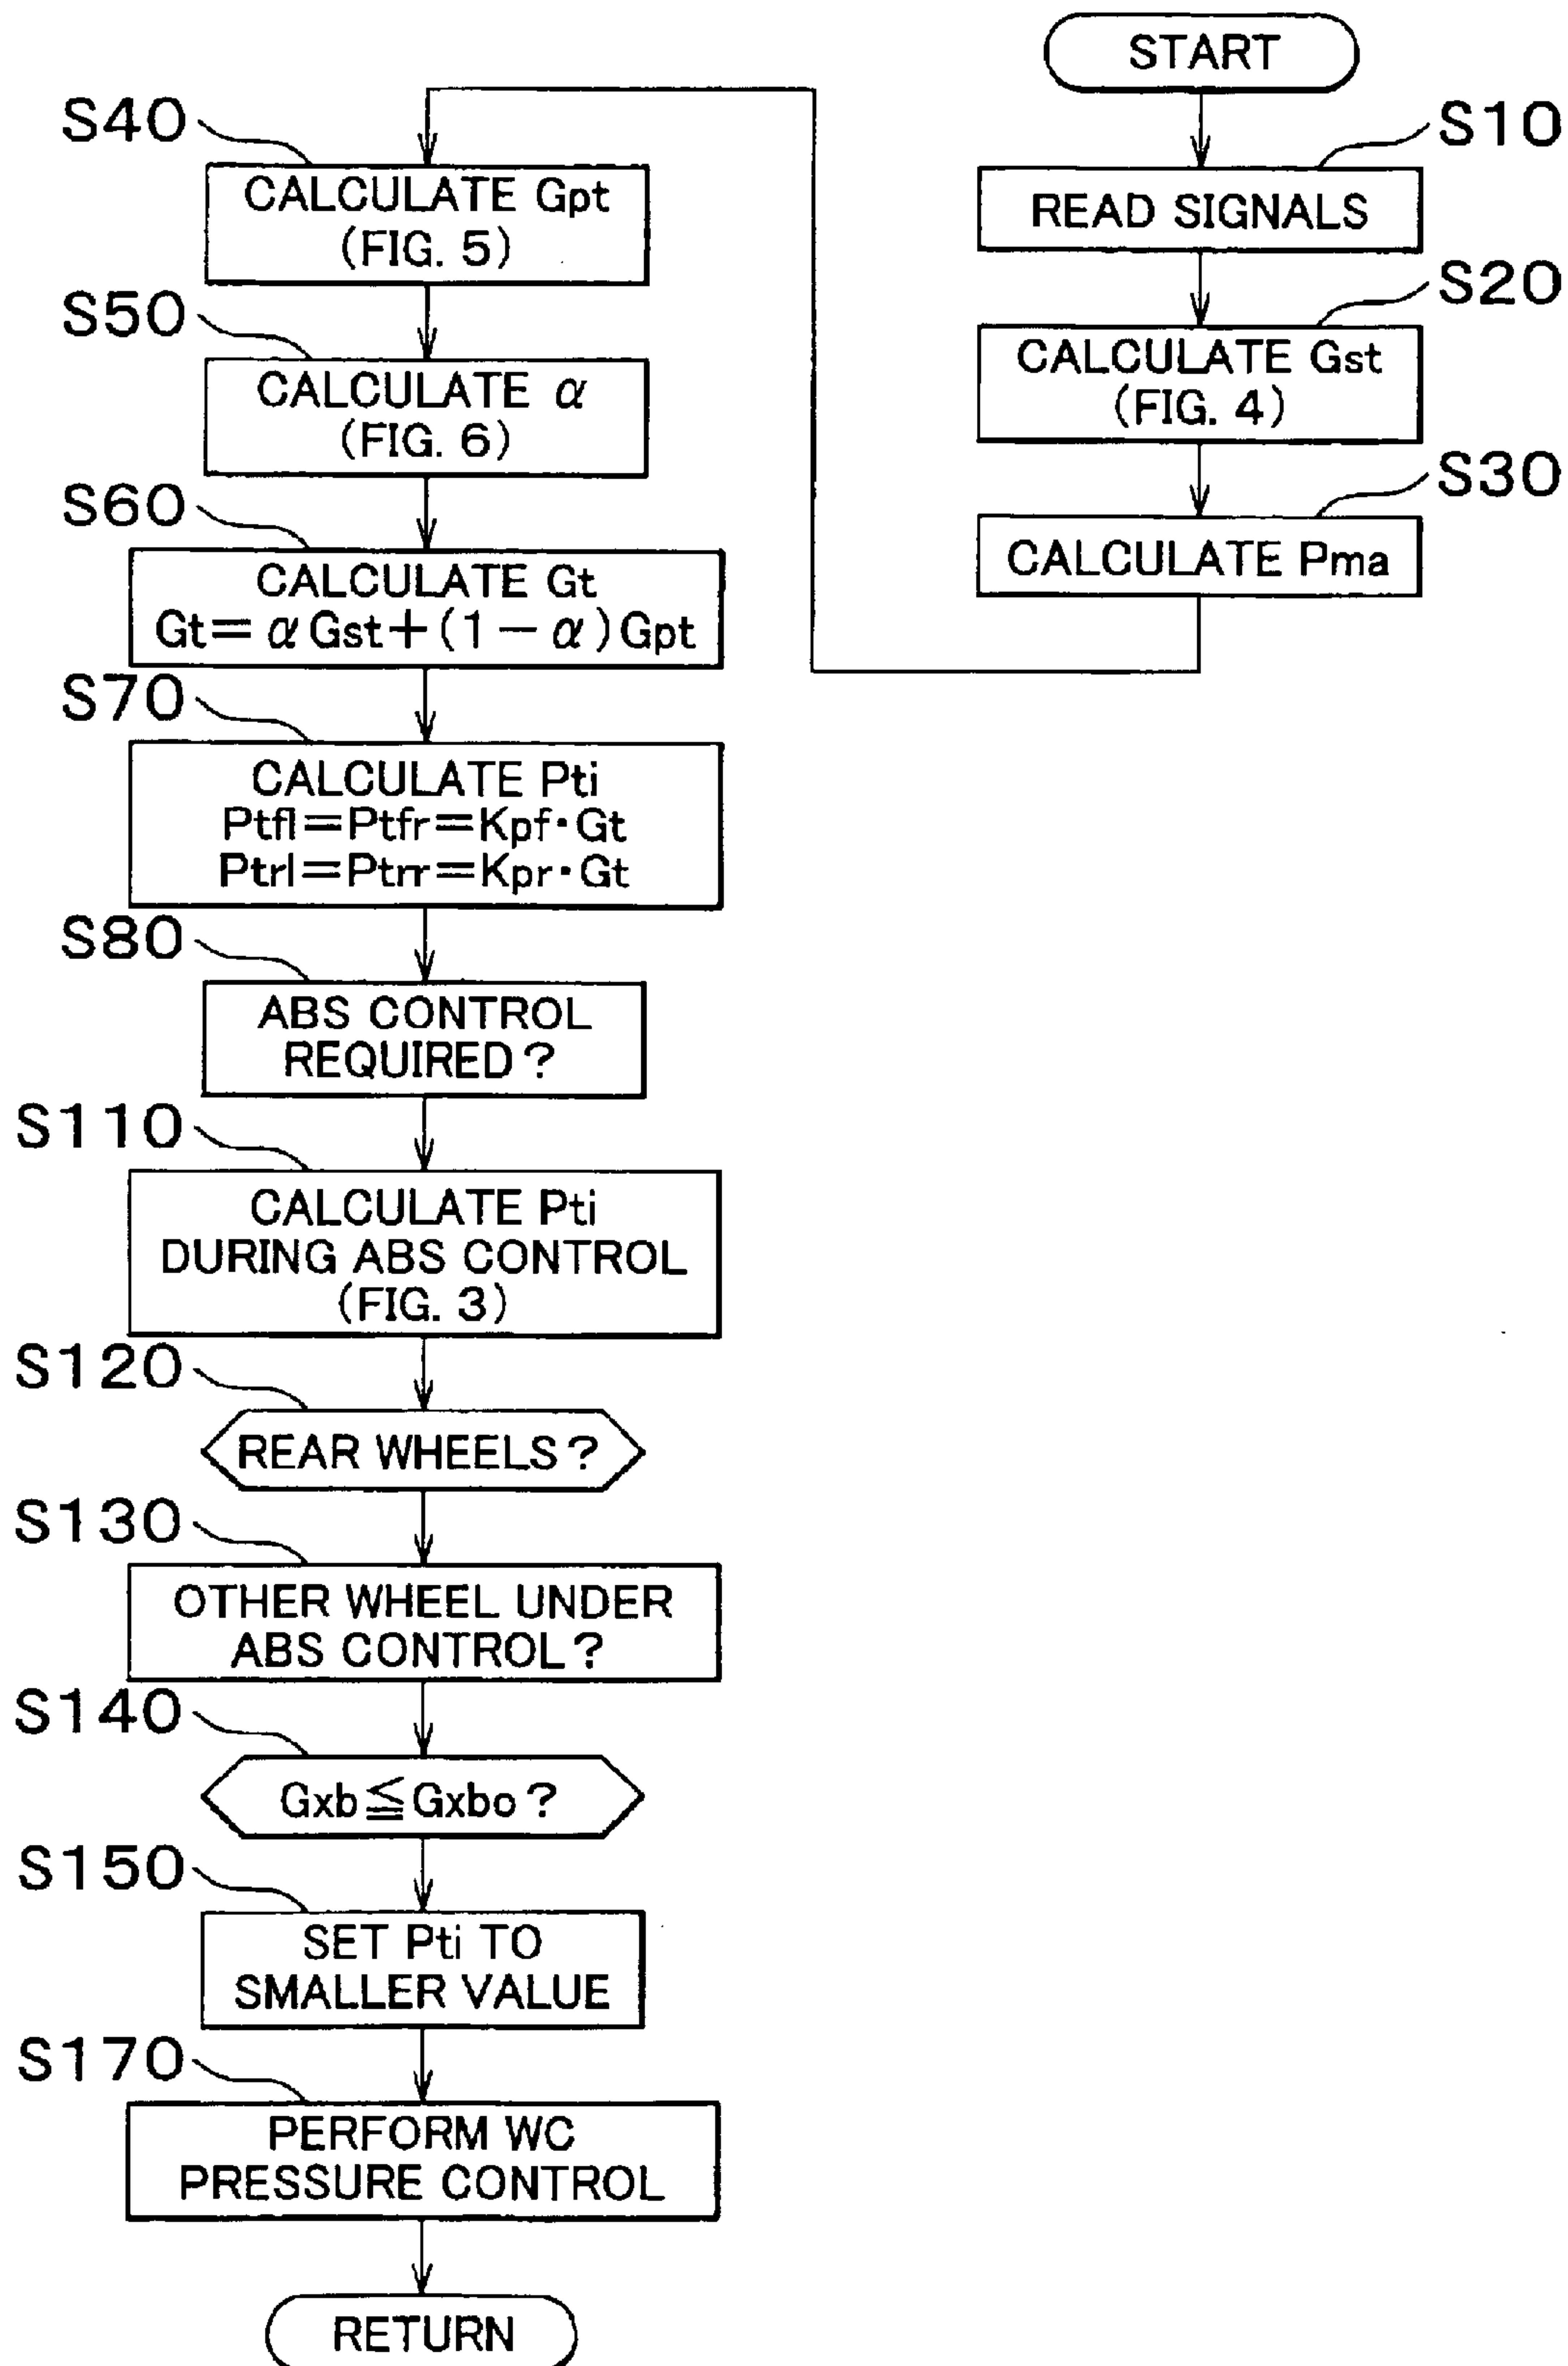 START
S10
READ SIGNALS
S20
CALCULATE Gst
(FIG. 4)
S30
CALCULATE Pma
S40
CALCULATE Gpt
(FIG. 5)
S50
CALCULATE α
(FIG. 6)
S60
CALCULATE Gt
Gt=αGst+(1-α)Gpt
S70
CALCULATE Pti
Ptfl=Ptfr=Kpf·Gt
Ptrl=Ptrr=Kpr·Gt
S80
ABS CONTROL
REQUIRED?
S110
CALCULATE Pti
DURING ABS CONTROL
(FIG. 3)
S120
REAR WHEELS?
S130
OTHER WHEEL UNDER
ABS CONTROL?
S140
Gxb≦Gxbo?
S150
SET Pti TO
SMALLER VALUE
S170
PERFORM WC
PRESSURE CONTROL
RETURN